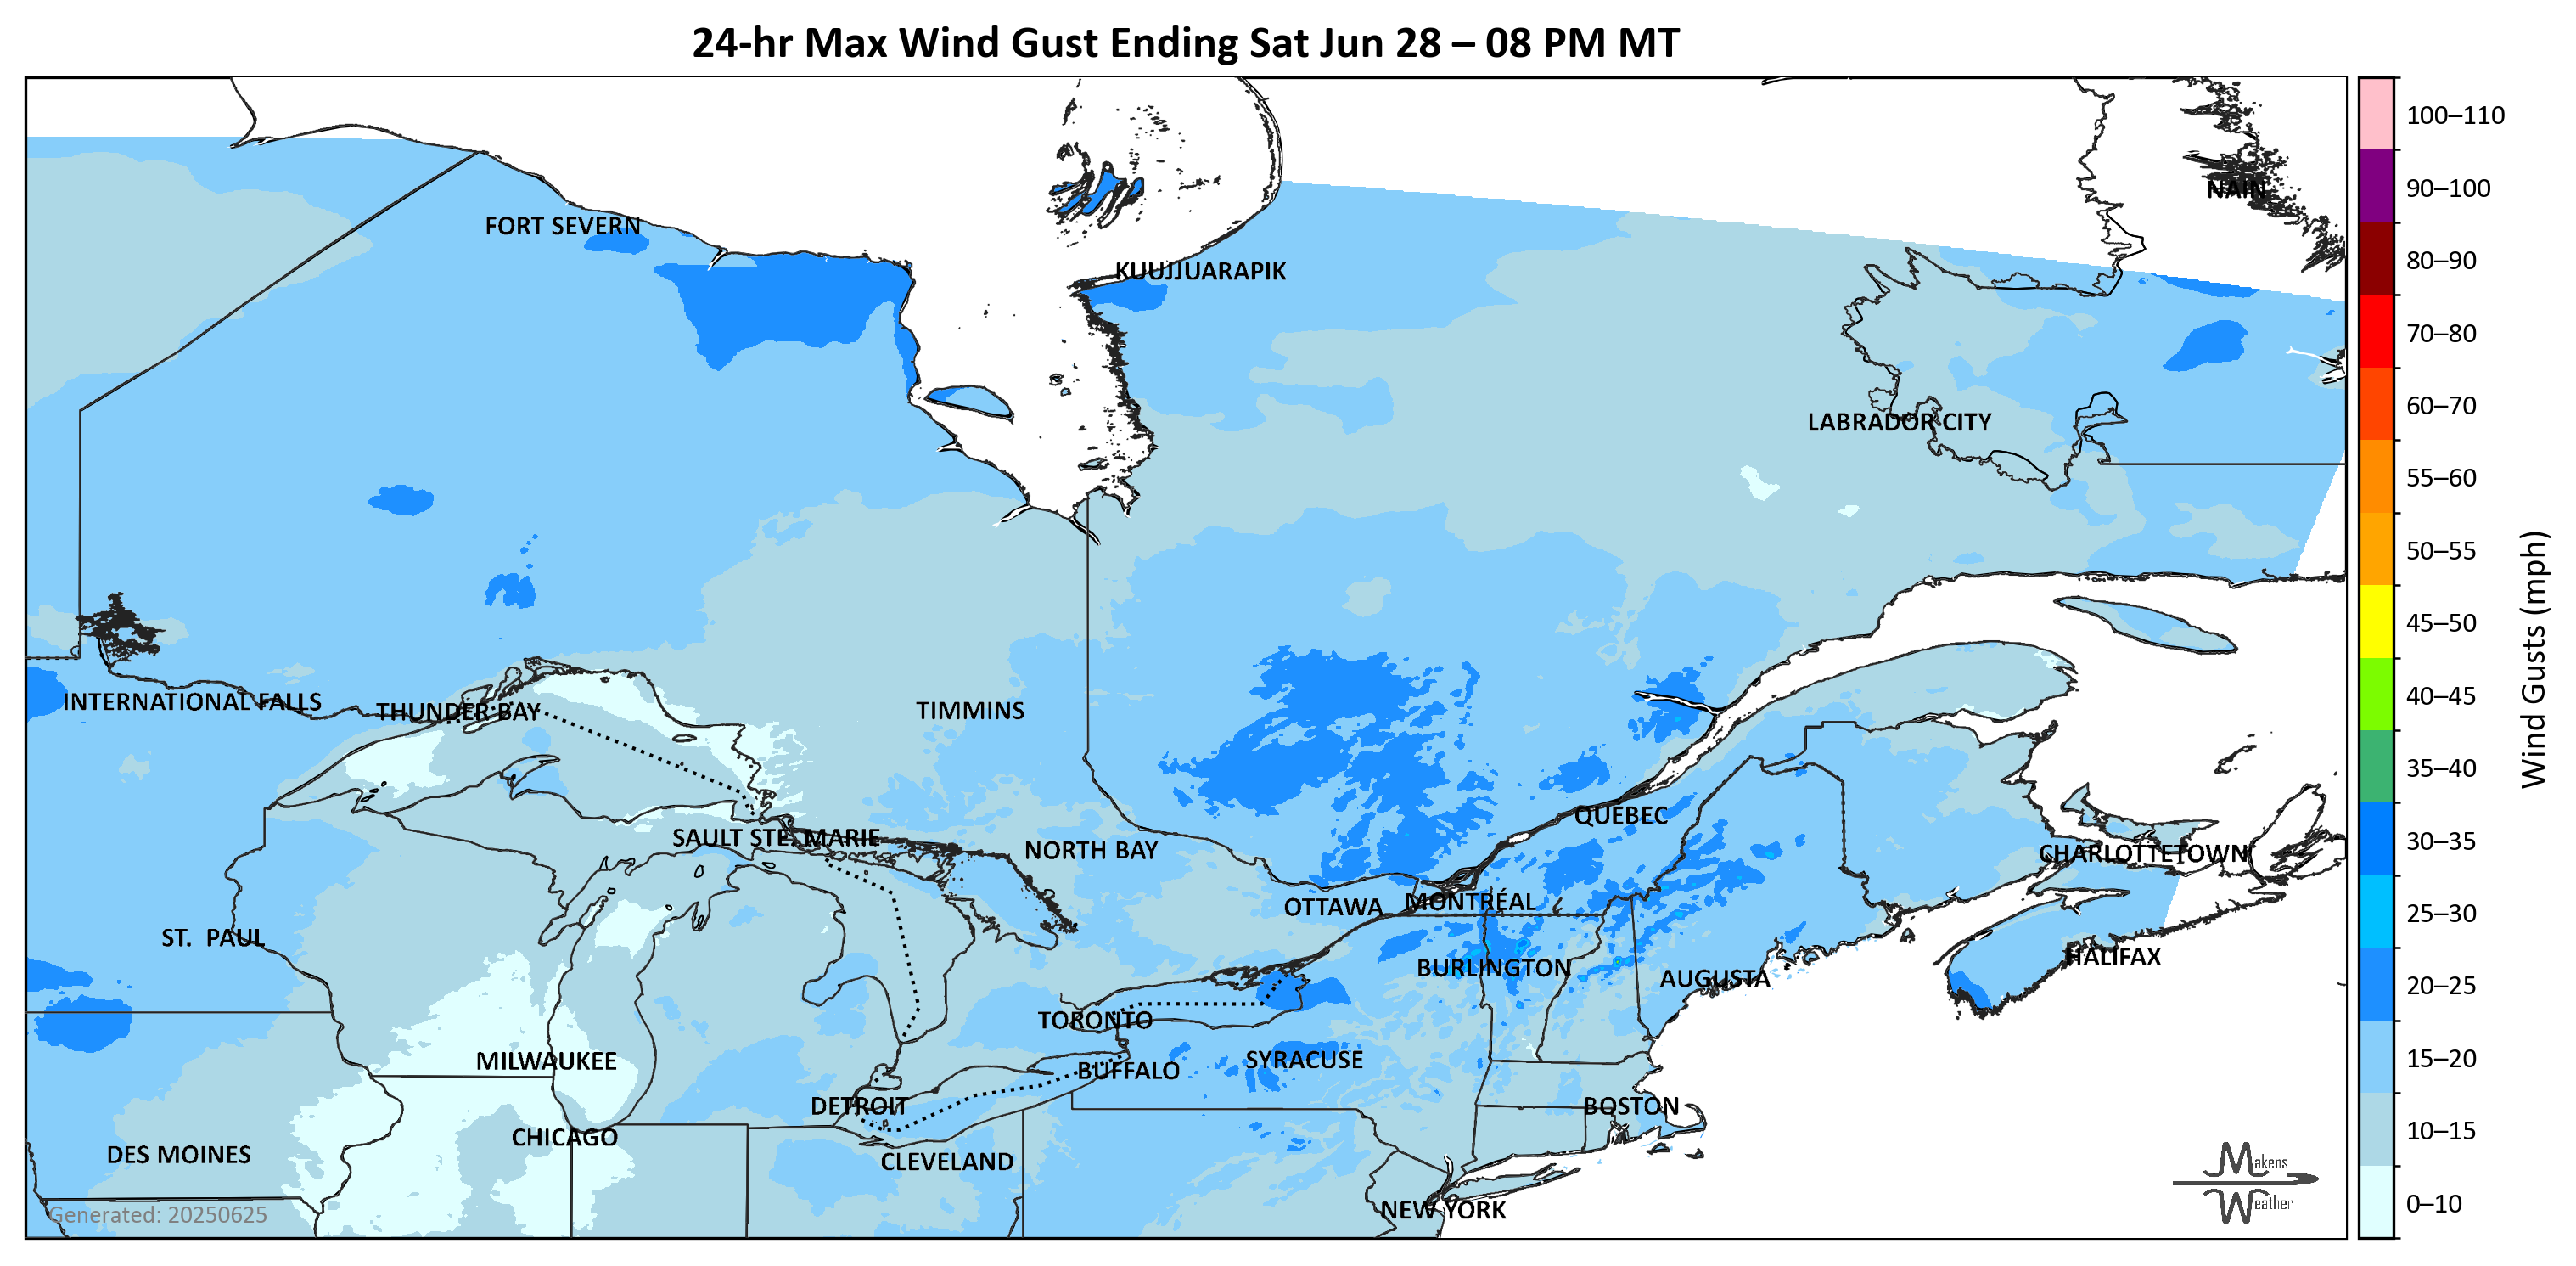 24-hr Max Wind Gust Ending Sat Jun 28 – 08 PM MT
100–110
90–100
NAIN
FORT SEVERN
80–90
KUUJJUARAPIK
70–80
60–70
LABRADOR CITY
55–60
50–55
45–50
Wind Gusts (mph)
40–45
INTERNATIONAL FALLS
THUNDER BAY
TIMMINS
35–40
QUÉBEC
SAULT STE. MARIE
30–35
NORTH BAY
CHARLOTTETOWN
OTTAWA
MONTRÉAL
25–30
ST. PAUL
HALIFAX
BURLINGTON
AUGUSTA
20–25
TORONTO
MILWAUKEE
SYRACUSE
15–20
BUFFALO
DETROIT
BOSTON
CHICAGO
10–15
DES MOINES
CLEVELAND
Makens
Weather
NEW YORK
0–10
Generated: 20250625